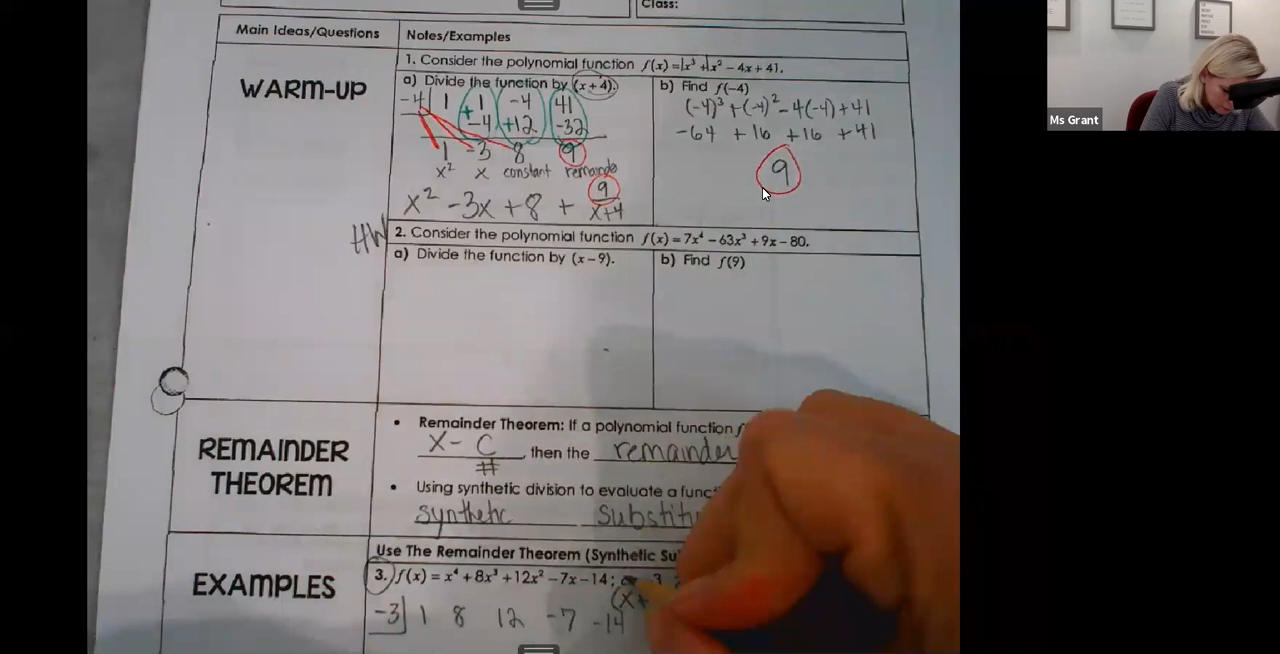 Class:
Main Ideas/Questions
Notes/Examples
WARM-UP
1. Consider the polynomial function f(x) = x³ + x² − 4x + 41.
a) Divide the function by (x + 4).
-4 1 1 -4 41
+ -4 +12 -32
1 -3 8 9
x² x constant
x² - 3x + 8 + 9/x+4
b) Find f(−4)
(-4)³ + (-4)² - 4(-4) + 41
-64 + 16 + 16 + 41
9
HW
2. Consider the polynomial function f(x) = 7x⁴ − 63x³ + 9x − 80.
a) Divide the function by (x − 9).
b) Find f(9)
REMAINDER
THEOREM
• Remainder Theorem: If a polynomial function f
x - c, then the remainder
#
• Using synthetic division to evaluate a
synthetic
EXAMPLES
Use The Remainder Theorem (Synthetic
3. f(x) = x⁴ + 8x³ + 12x² − 7x − 14;
(x+
-3 1 8 12 -7 -14
Ms Grant